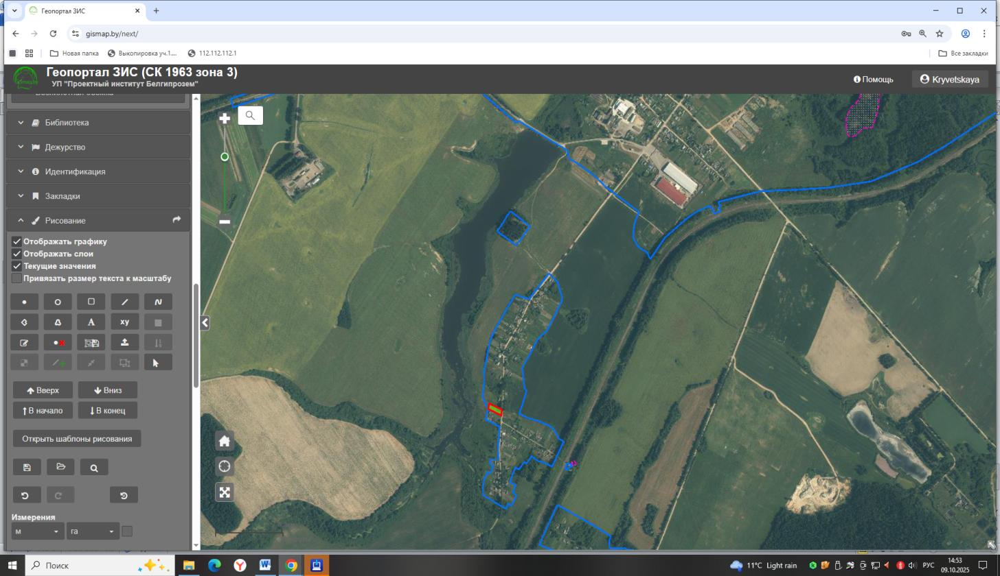 Геопортал ЗИС
gismap.by/next/
Новая папка
Выкопировка уч.1....
112.112.112.1
Все закладки
Геопортал ЗИС (СК 1963 зона 3)
УП "Проектный институт Белгипрозем"
Помощь
Kryvetskaya
Библиотека
Дежурство
Идентификация
Закладки
Рисование
Отображать графику
Отображать слои
Текущие значения
Привязать размер текста к масштабу
A
xy
Вверх
Вниз
В начало
В конец
Открыть шаблоны рисования
Измерения
м
га
Поиск
11°C Light rain
РУС
14:53
09.10.2025